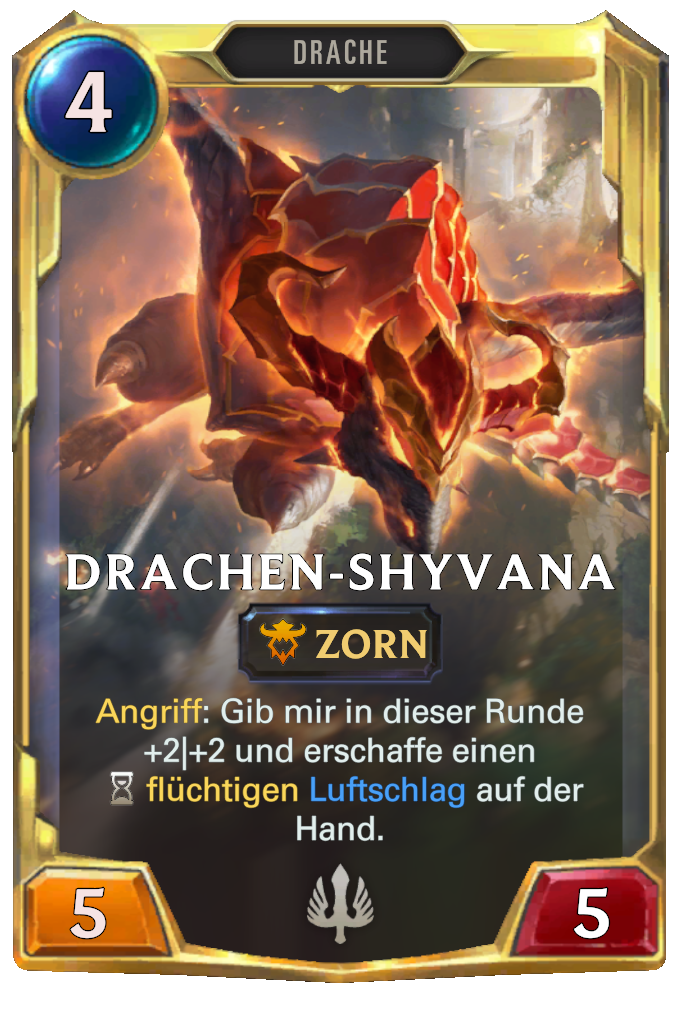 DRACHE
4
DRACHEN-SHYVANA
ZORN
Angriff: Gib mir in dieser Runde
+2|+2 und erschaffe einen
flüchtigen Luftschlag auf der
Hand.
5
5